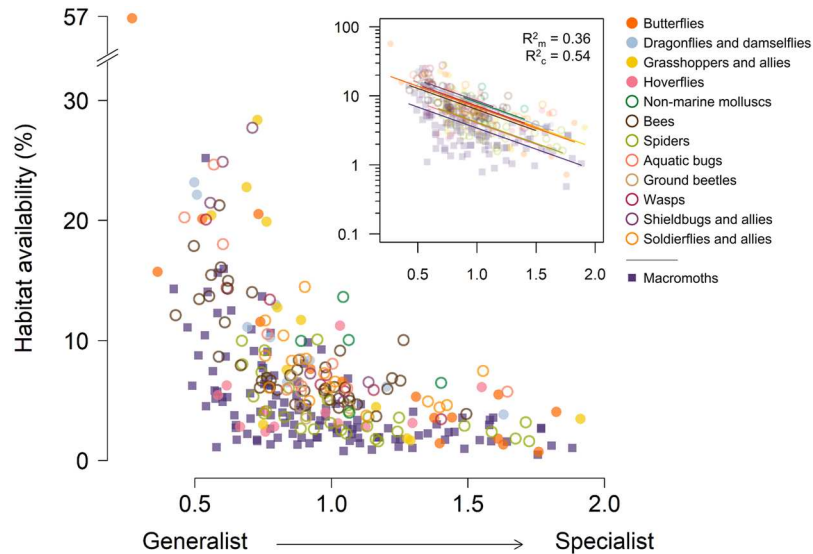 57
30
20
10
0
Habitat availability (%)
0.5 1.0 1.5 2.0
Generalist Specialist
100
10
1
0.1
0.5 1.0 1.5 2.0
R²m = 0.36
R²c = 0.54
Butterflies
Dragonflies and damselflies
Grasshoppers and allies
Hoverflies
Non-marine molluscs
Bees
Spiders
Aquatic bugs
Ground beetles
Wasps
Shieldbugs and allies
Soldierflies and allies
Macromoths